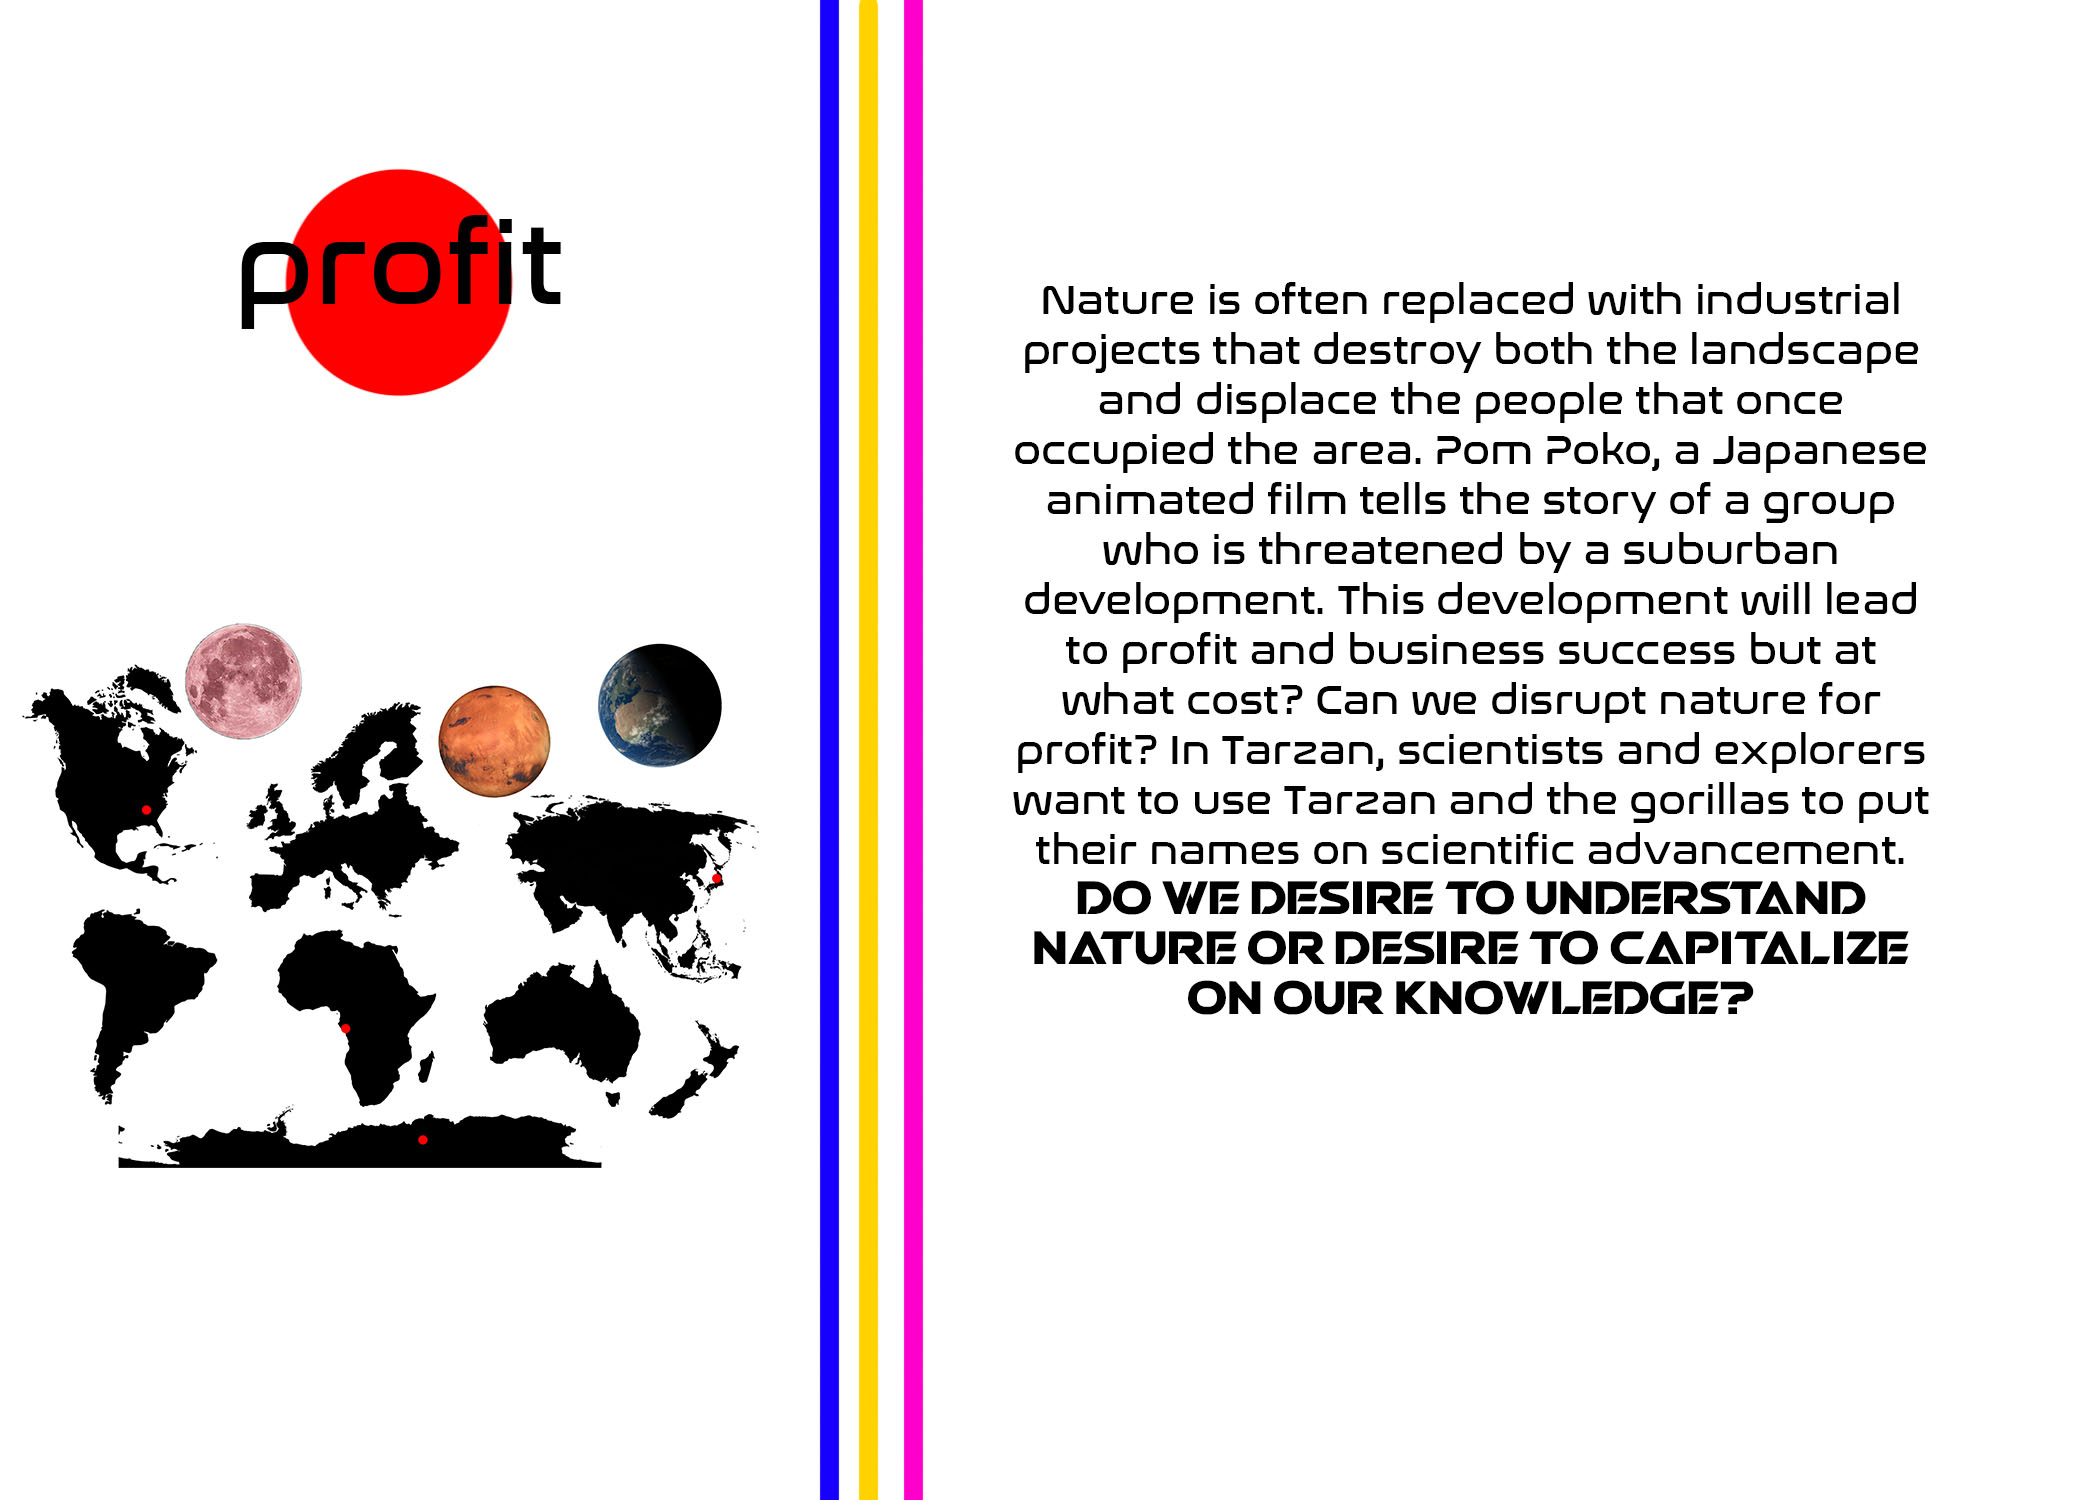 profit
Nature is often replaced with industrial
projects that destroy both the landscape
and displace the people that once
occupied the area. Pom Poko, a Japanese
animated film tells the story of a group
who is threatened by a suburban
development. This development will lead
to profit and business success but at
what cost? Can we disrupt nature for
profit? In Tarzan, scientists and explorers
want to use Tarzan and the gorillas to put
their names on scientific advancement.
DO WE DESIRE TO UNDERSTAND
NATURE OR DESIRE TO CAPITALIZE
ON OUR KNOWLEDGE?